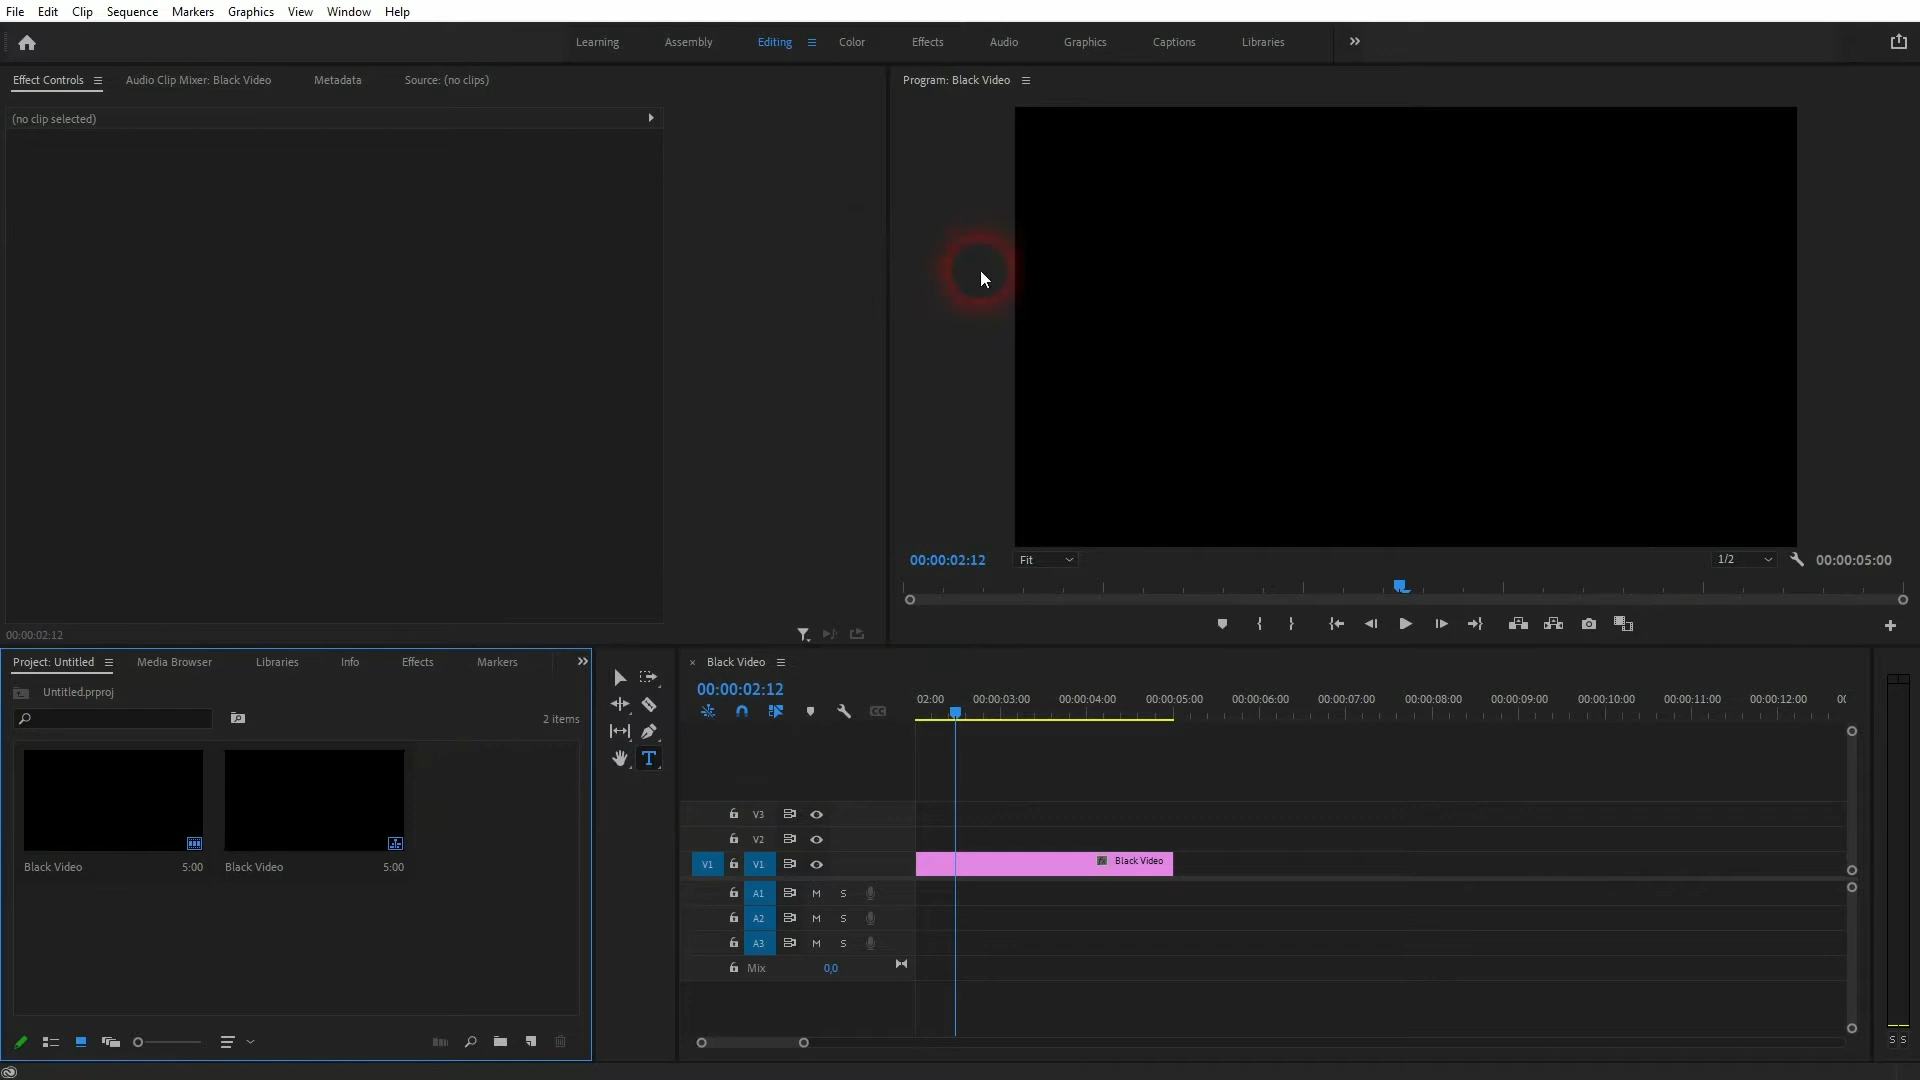 File Edit Clip Sequence Markers Graphics View Window Help
Learning Assembly Editing Color Effects Audio Graphics Captions Libraries
Effect Controls Audio Clip Mixer: Black Video Metadata Source: (no clips)
Program: Black Video
(no clip selected)
00:00:02:12 Fit 1/2 00:00:05:00
00:00:02:12
Project: Untitled Media Browser Libraries Info Effects Markers
Black Video
Untitled.prproj
00:00:02:12
02:00 00:00:03:00 00:00:04:00 00:00:05:00 00:00:06:00 00:00:07:00 00:00:08:00 00:00:09:00 00:00:10:00 00:00:11:00 00:00:12:00 00
2 items
CC
T
V3
V2
V1 V1 Black Video
Black Video 5:00 Black Video 5:00
A1 M S
A2 M S
A3 M S
Mix 0,0
S S